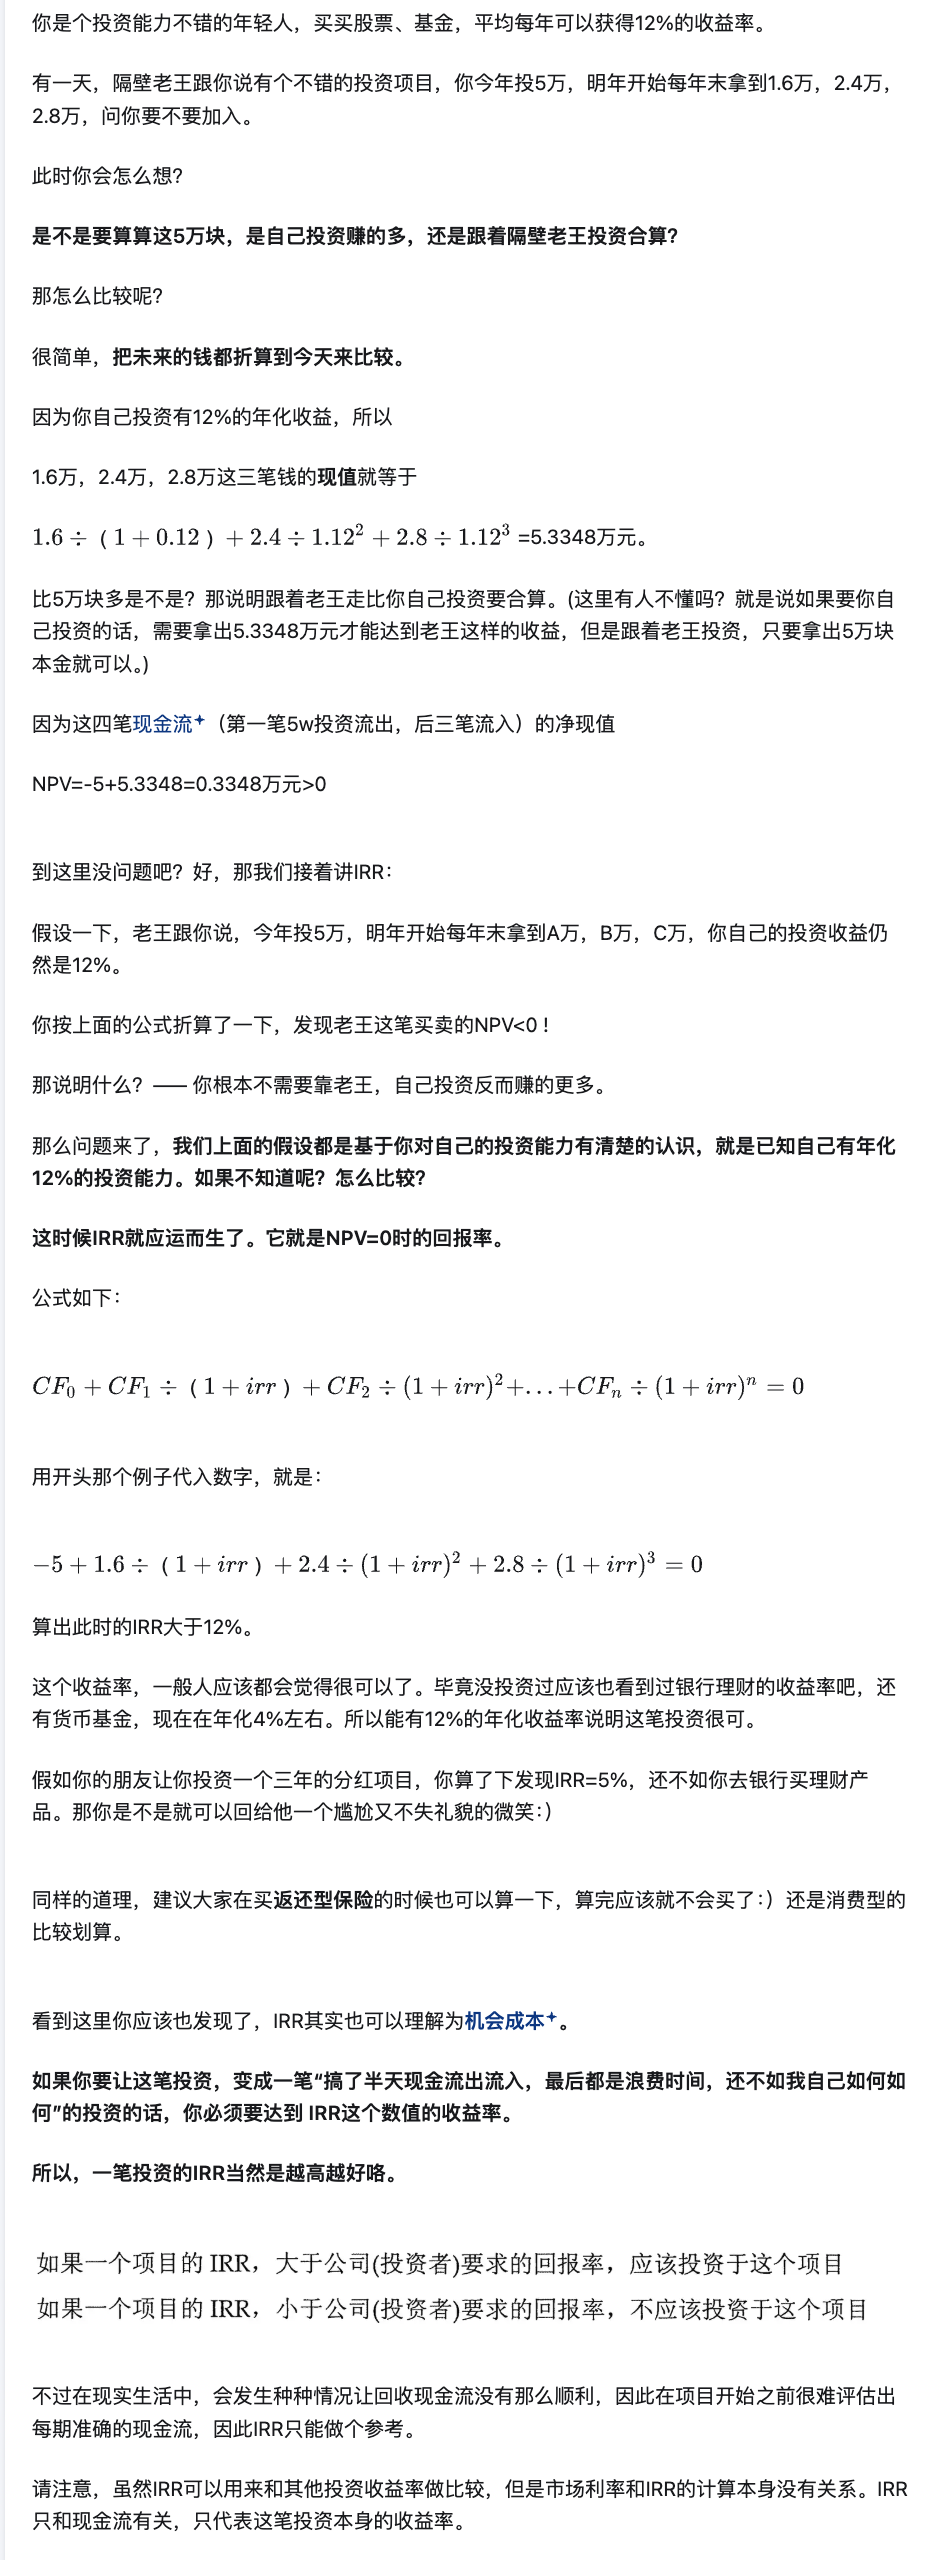 你是个投资能力不错的年轻人，买买股票、基金，平均每年可以获得12%的收益率。
有一天，隔壁老王跟你说有个不错的投资项目，你今年投5万，明年开始每年末拿到1.6万，2.4万，
2.8万，问你要不要加入。
此时你会怎么想？
是不是要算算这5万块，是自己投资赚的多，还是跟着隔壁老王投资合算？
那怎么比较呢？
很简单，把未来的钱都折算到今天来比较。
因为你自己投资有12%的年化收益，所以
1.6万，2.4万，2.8万这三笔钱的现值就等于
1.6 ÷（1 + 0.12）+ 2.4 ÷ 1.12² + 2.8 ÷ 1.12³ =5.3348万元。
比5万块多是不是？那说明跟着老王走比你自己投资要合算。(这里有人不懂吗？就是说如果要你自
己投资的话，需要拿出5.3348万元才能达到老王这样的收益，但是跟着老王投资，只要拿出5万块
本金就可以。)
因为这四笔现金流（第一笔5w投资流出，后三笔流入）的净现值
NPV=-5+5.3348=0.3348万元>0
到这里没问题吧？好，那我们接着讲IRR：
假设一下，老王跟你说，今年投5万，明年开始每年末拿到A万，B万，C万，你自己的投资收益仍
然是12%。
你按上面的公式折算了一下，发现老王这笔买卖的NPV<0！
那说明什么？—— 你根本不需要靠老王，自己投资反而赚的更多。
那么问题来了，我们上面的假设都是基于你对自己的投资能力有清楚的认识，就是已知自己有年化
12%的投资能力。如果不知道呢？怎么比较?
这时候IRR就应运而生了。它就是NPV=0时的回报率。
公式如下：
CF₀ + CF₁ ÷（1 + irr）+ CF₂ ÷ (1 + irr)² +...+CFₙ ÷ (1 + irr)ⁿ = 0
用开头那个例子代入数字，就是：
−5 + 1.6 ÷（1 + irr）+ 2.4 ÷ (1 + irr)² + 2.8 ÷ (1 + irr)³ = 0
算出此时的IRR大于12%。
这个收益率，一般人应该都会觉得很可以了。毕竟没投资过应该也看到过银行理财的收益率吧，还
有货币基金，现在在年化4%左右。所以能有12%的年化收益率说明这笔投资很可。
假如你的朋友让你投资一个三年的分红项目，你算了下发现IRR=5%，还不如你去银行买理财产
品。那你是不是就可以回给他一个尴尬又不失礼貌的微笑:）
同样的道理，建议大家在买返还型保险的时候也可以算一下，算完应该就不会买了:）还是消费型的
比较划算。
看到这里你应该也发现了，IRR其实也可以理解为机会成本。
如果你要让这笔投资，变成一笔“搞了半天现金流出流入，最后都是浪费时间，还不如我自己如何如
何”的投资的话，你必须要达到 IRR这个数值的收益率。
所以，一笔投资的IRR当然是越高越好咯。
如果一个项目的 IRR，大于公司(投资者)要求的回报率，应该投资于这个项目
如果一个项目的 IRR，小于公司(投资者)要求的回报率，不应该投资于这个项目
不过在现实生活中，会发生种种情况让回收现金流没有那么顺利，因此在项目开始之前很难评估出
每期准确的现金流，因此IRR只能做个参考。
请注意，虽然IRR可以用来和其他投资收益率做比较，但是市场利率和IRR的计算本身没有关系。IRR
只和现金流有关，只代表这笔投资本身的收益率。